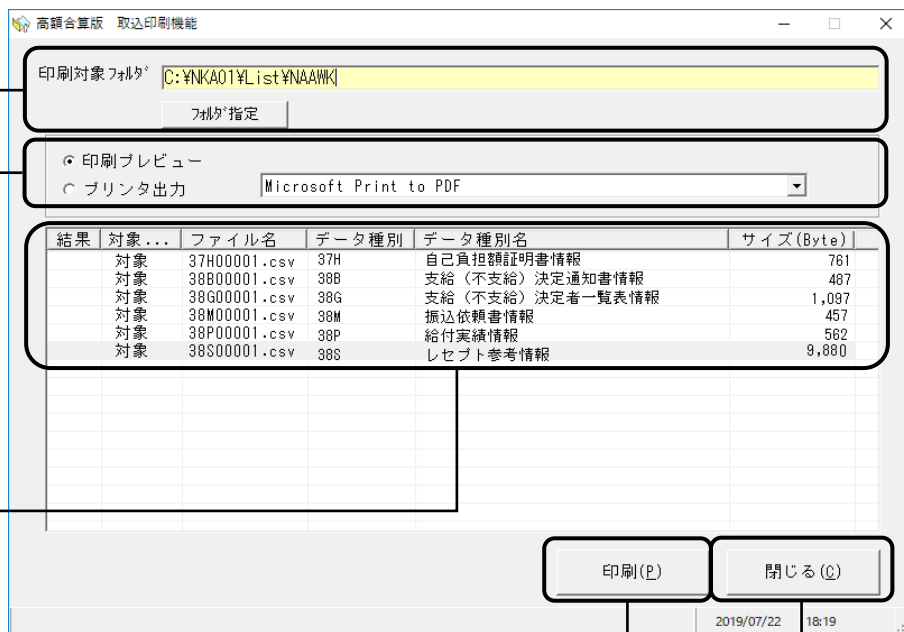 高額合算版 取込印刷機能
印刷対象ﾌｫﾙﾀﾞ C:¥NKA01¥List¥NAAWK
ﾌｫﾙﾀﾞ指定
印刷プレビュー
プリンタ出力 Microsoft Print to PDF
結果 対象... ファイル名 データ種別 データ種別名 サイズ(Byte)
対象 37H00001.csv 37H 自己負担額証明書情報 761
対象 38B00001.csv 38B 支給（不支給）決定通知書情報 487
対象 38G00001.csv 38G 支給（不支給）決定者一覧表情報 1,097
対象 38M00001.csv 38M 振込依頼書情報 457
対象 38P00001.csv 38P 給付実績情報 562
対象 38S00001.csv 38S レセプト参考情報 9,880
印刷(P) 閉じる(C)
2019/07/22 18:19